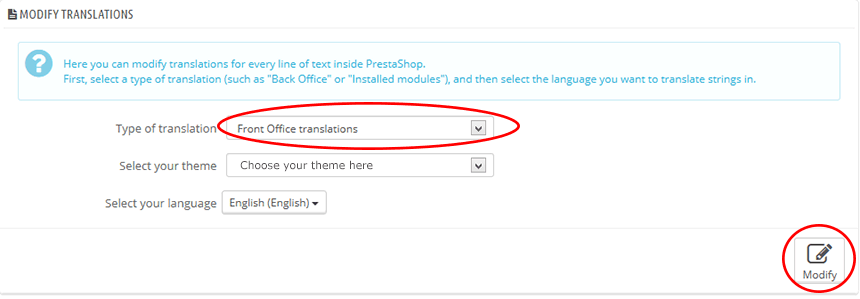 MODIFY TRANSLATIONS
Here you can modify translations for every line of text inside PrestaShop.
First, select a type of translation (such as "Back Office" or "Installed modules"), and then select the language you want to translate strings in.
Type of translation Front Office translations
Select your theme Choose your theme here
Select your language English (English)
Modify